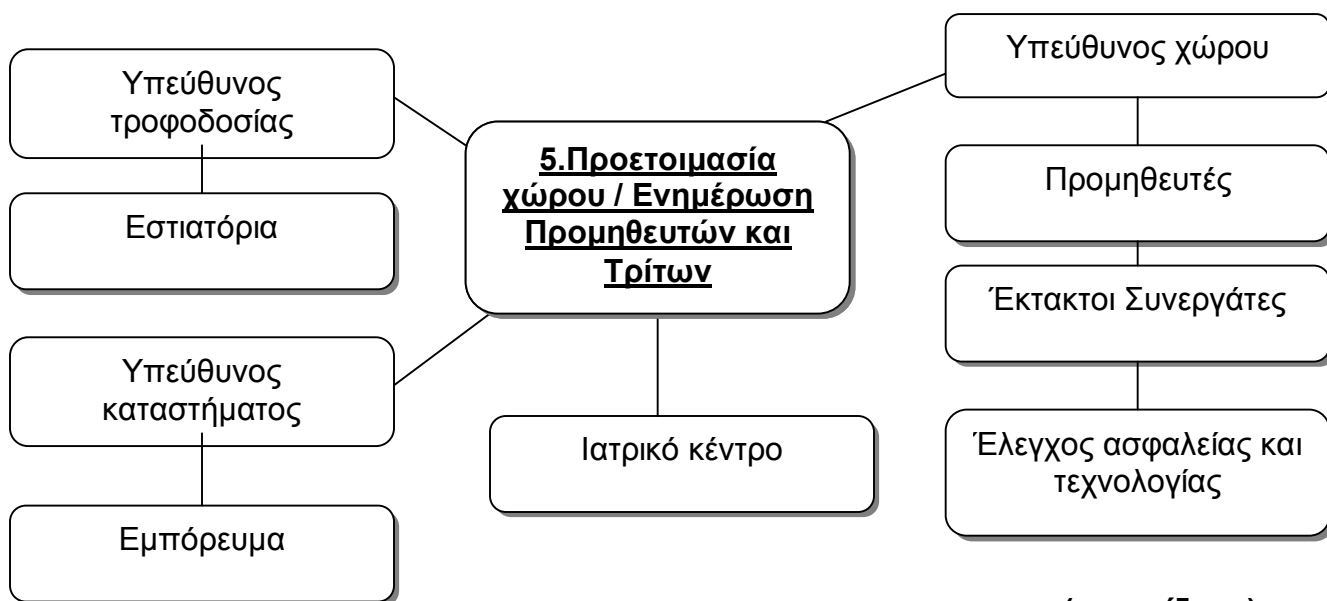 Υπεύθυνος
τροφοδοσίας
Εστιατόρια
Υπεύθυνος
καταστήματος
Εμπόρευμα
5.Προετοιμασία
χώρου / Ενημέρωση
Προμηθευτών και
Τρίτων
Ιατρικό κέντρο
Υπεύθυνος χώρου
Προμηθευτές
Έκτακτοι Συνεργάτες
Έλεγχος ασφαλείας και
τεχνολογίας